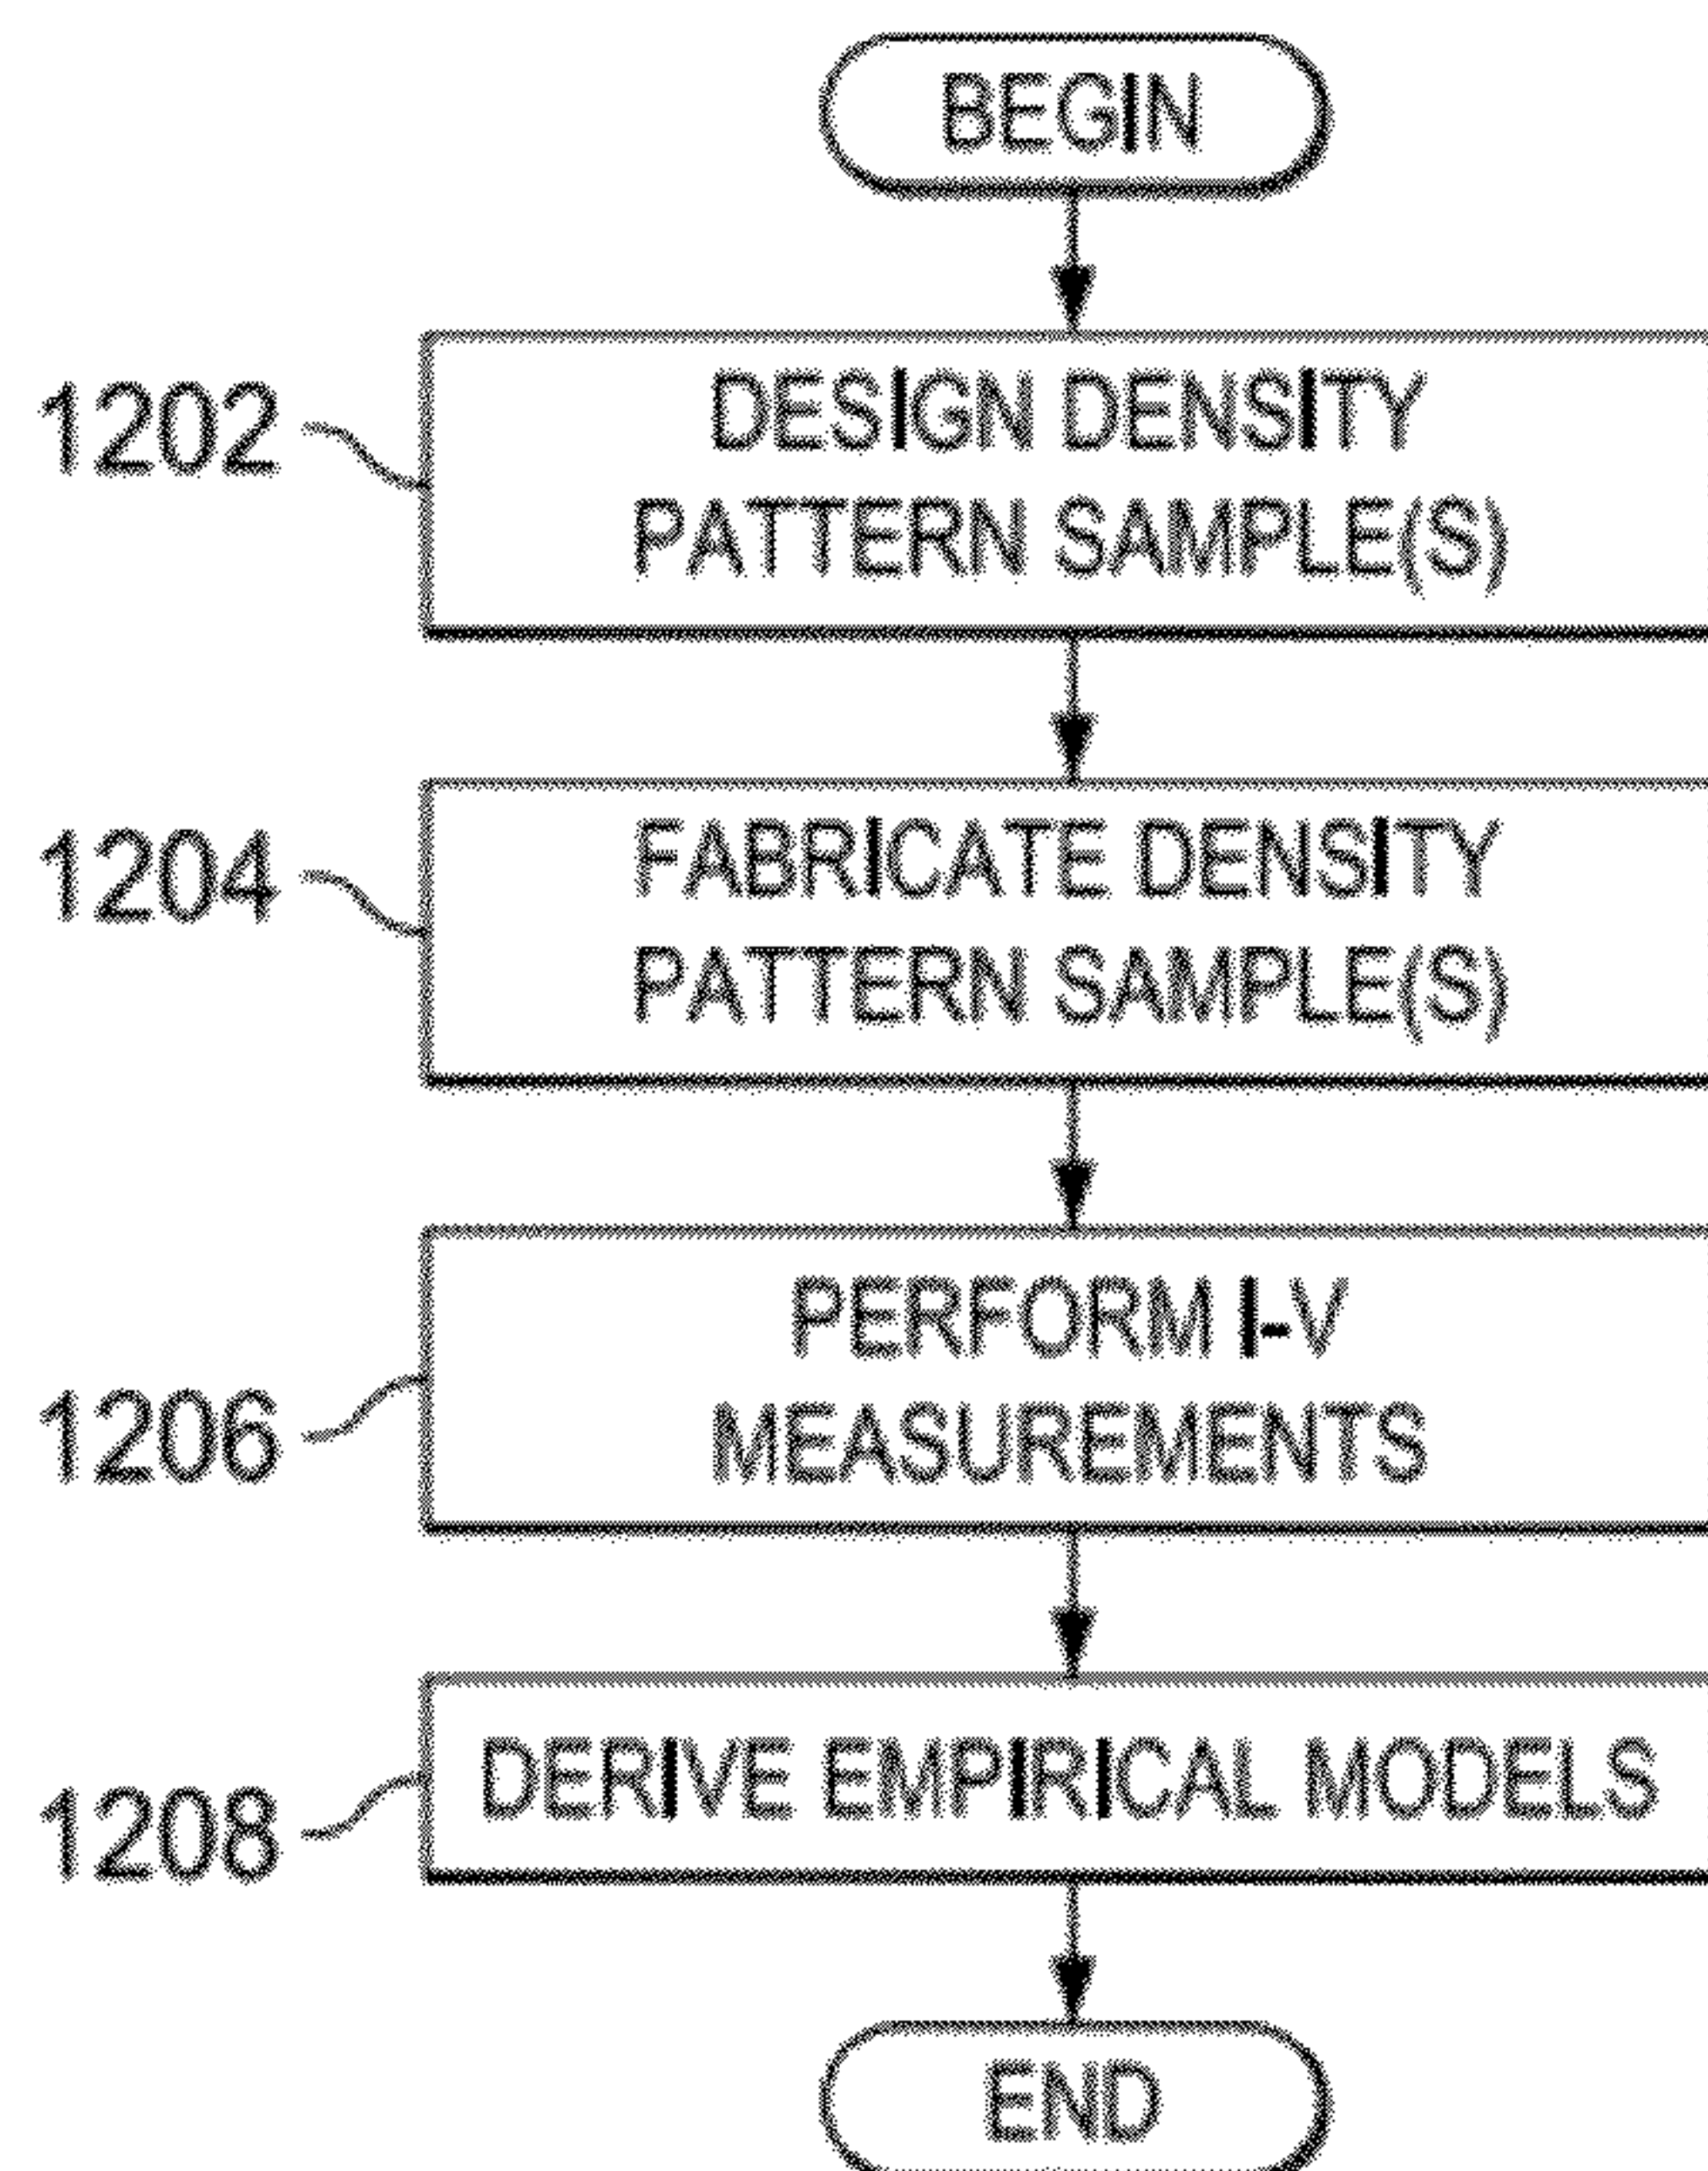 BEGIN
1202
DESIGN DENSITY
PATTERN SAMPLE(S)
1204
FABRICATE DENSITY
PATTERN SAMPLE(S)
1206
PERFORM I-V
MEASUREMENTS
1208
DERIVE EMPIRICAL MODELS
END